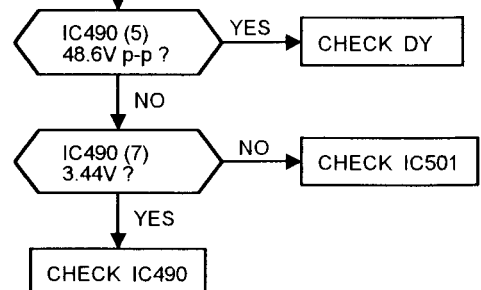 IC490 (5)
48.6V p-p ?
YES
CHECK DY
NO
IC490 (7)
3.44V ?
NO
CHECK IC501
YES
CHECK IC490